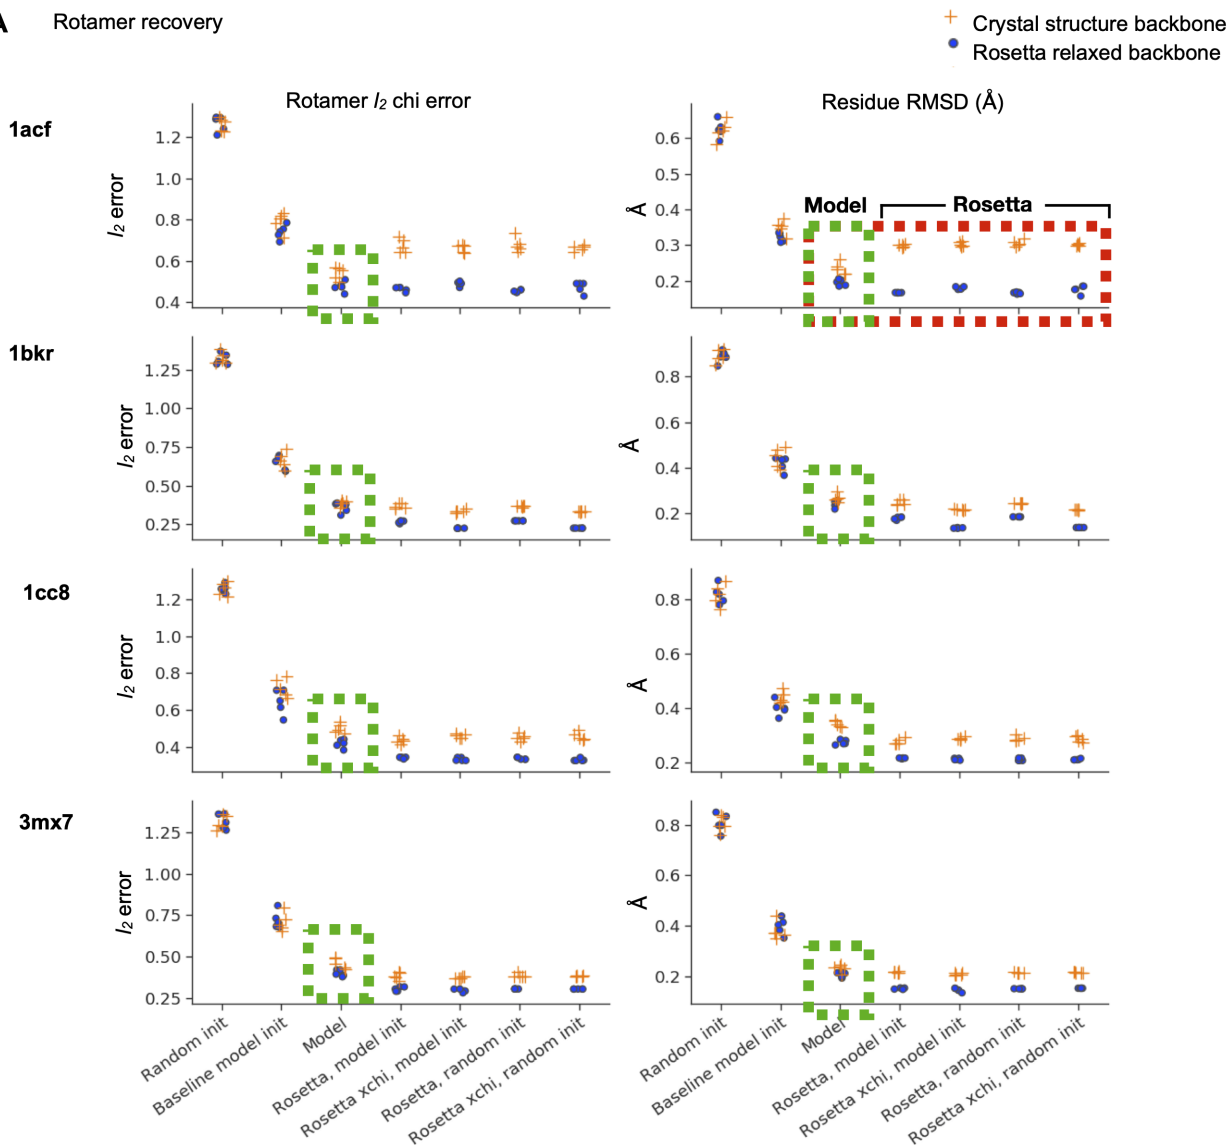 A Rotamer recovery
Crystal structure backbone
Rosetta relaxed backbone
Rotamer l2 chi error
Residue RMSD (Å)
1acf
l2 error
1.2
1.0
0.8
0.6
0.4
Å
0.6
0.5
0.4
0.3
0.2
Model
Rosetta
1bkr
l2 error
1.25
1.00
0.75
0.50
0.25
Å
0.8
0.6
0.4
0.2
1cc8
l2 error
1.2
1.0
0.8
0.6
0.4
Å
0.8
0.6
0.4
0.2
3mx7
l2 error
1.25
1.00
0.75
0.50
0.25
Å
0.8
0.6
0.4
0.2
Random init
Baseline model init
Model
Rosetta, model init
Rosetta xchi, model init
Rosetta, random init
Rosetta xchi, random init
Random init
Baseline model init
Model
Rosetta, model init
Rosetta xchi, model init
Rosetta, random init
Rosetta xchi, random init